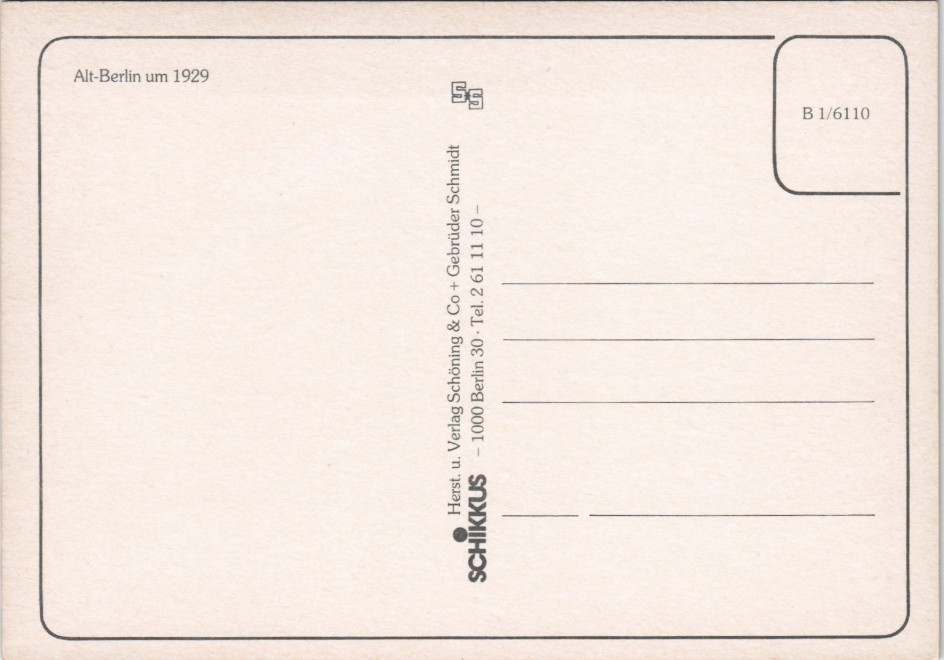 Alt-Berlin um 1929
B 1/6110
Herst. u. Verlag Schöning & Co + Gebrüder Schmidt
– 1000 Berlin 30 · Tel. 2 61 11 10 –
SCHIKKUS